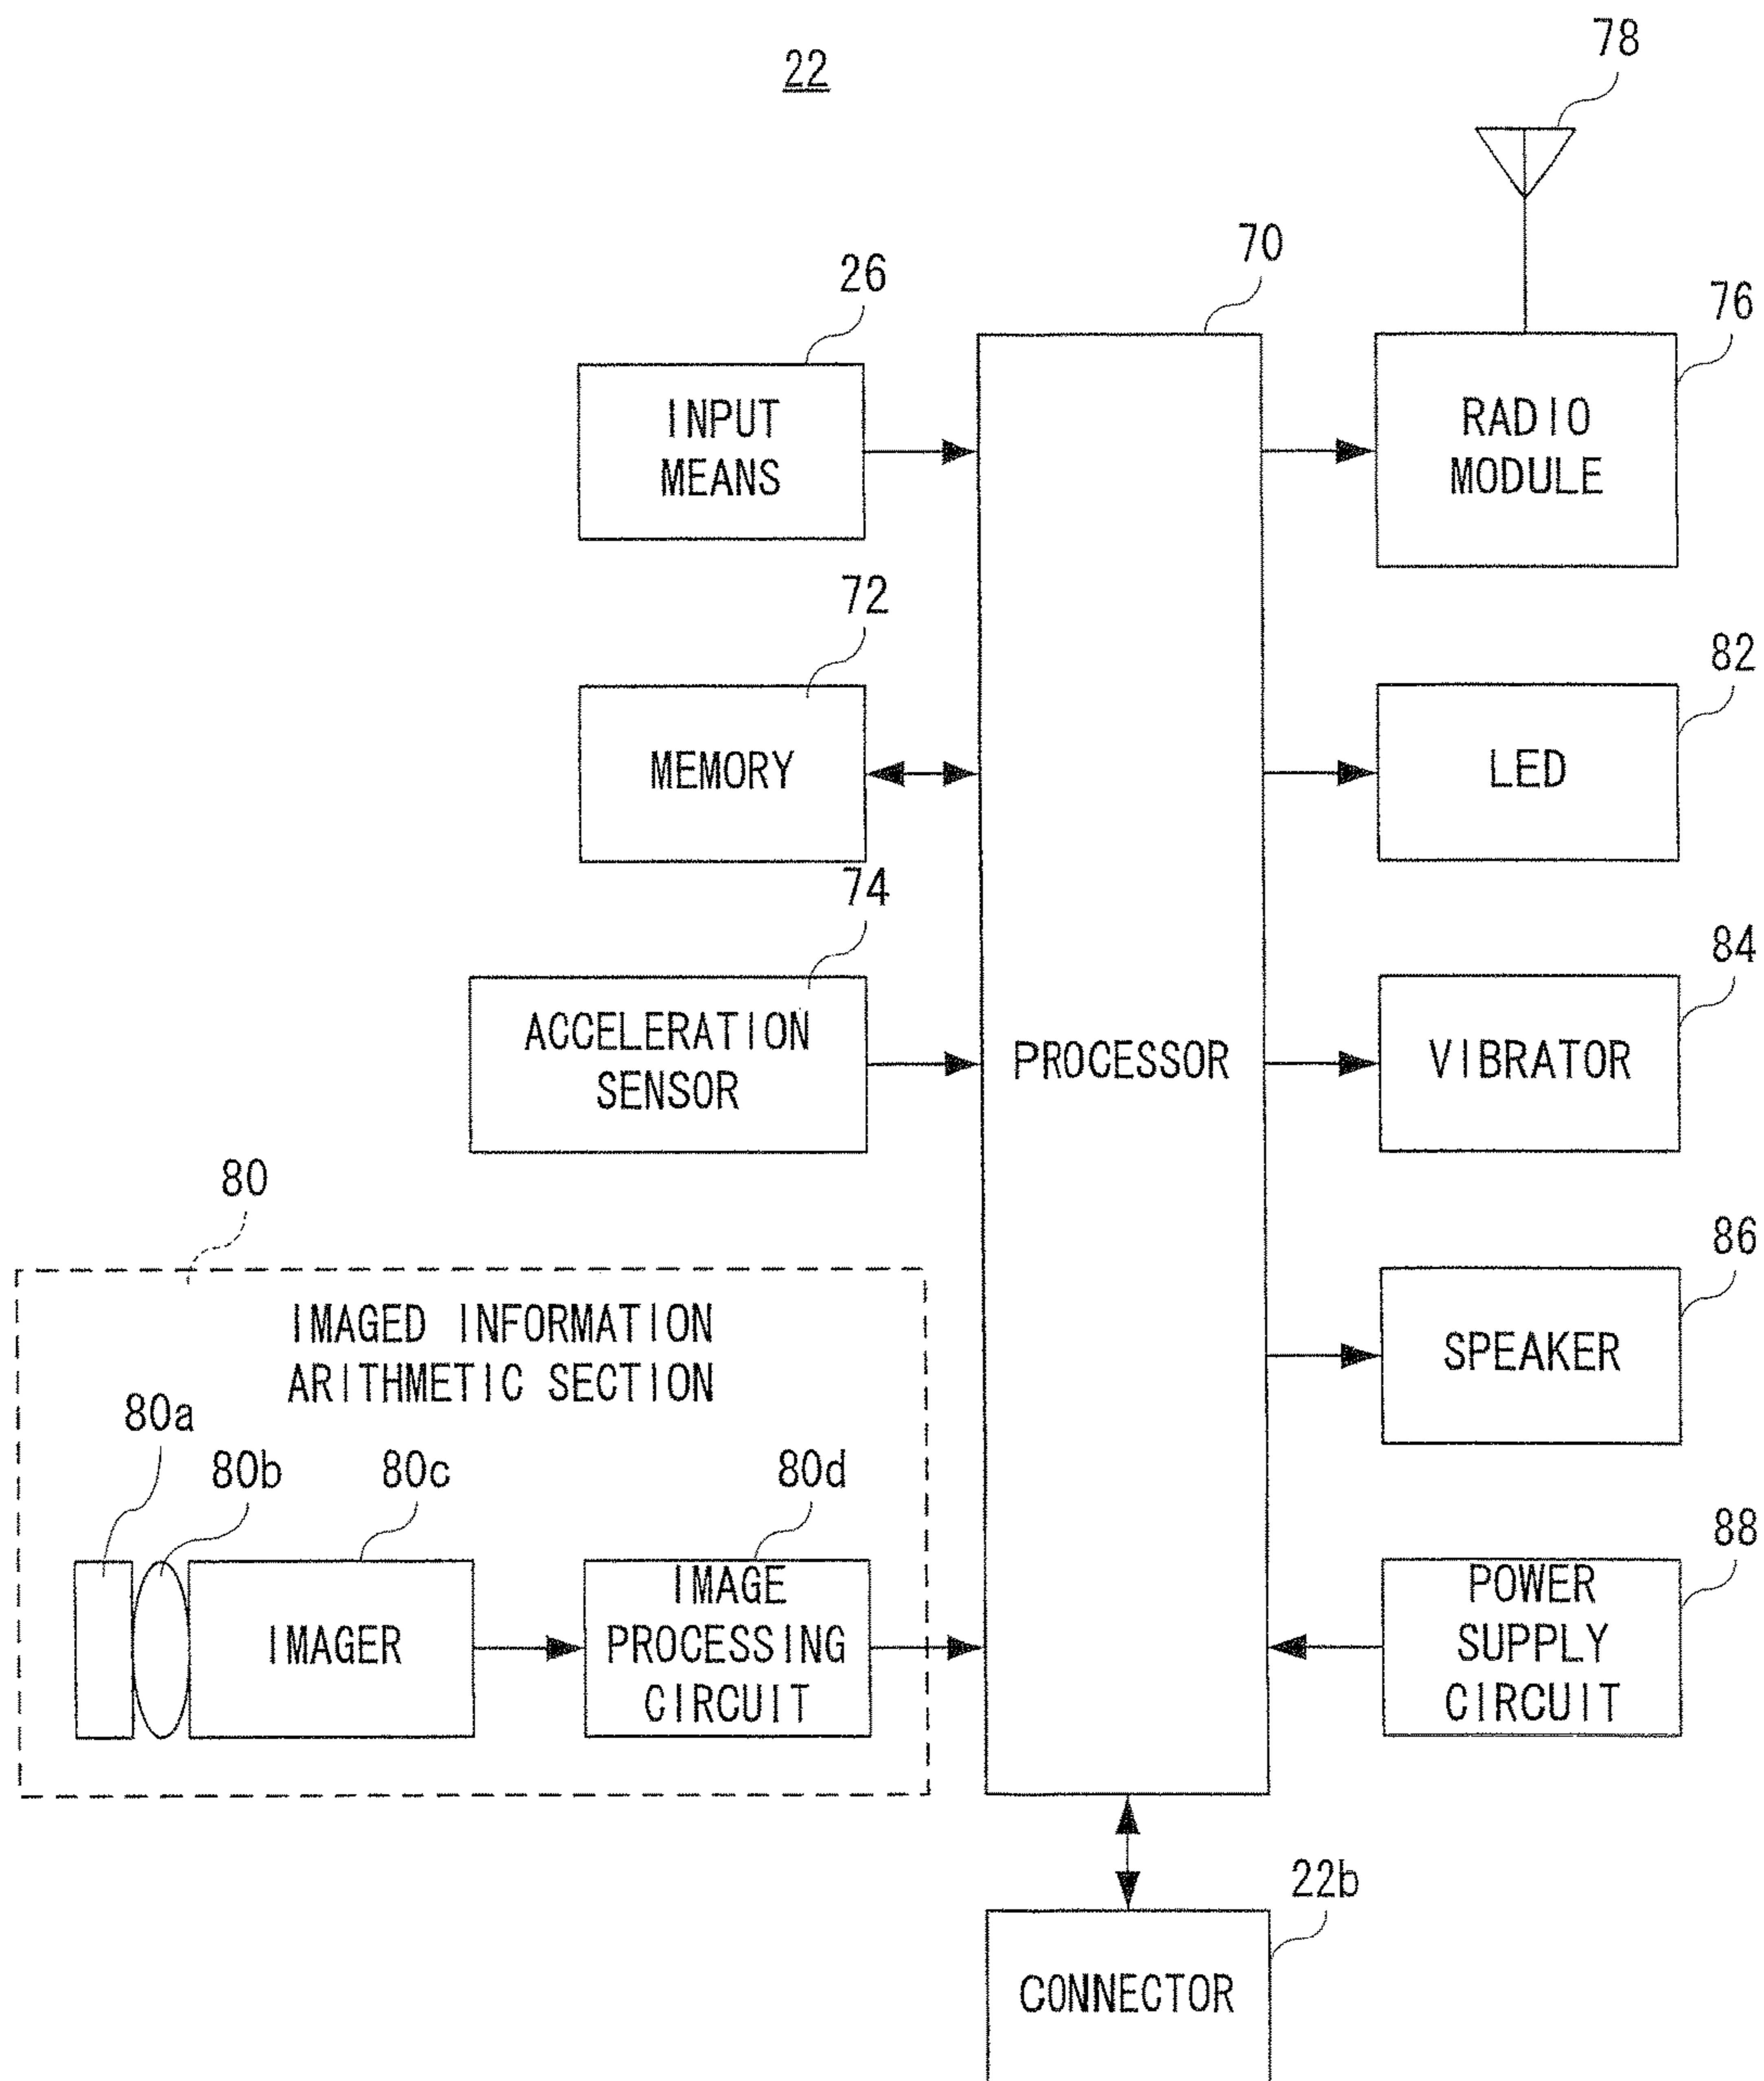 22
78
70
26
76
INPUT
MEANS
RADIO
MODULE
72
82
MEMORY
LED
74
84
ACCELERATION
SENSOR
PROCESSOR
VIBRATOR
80
86
IMAGED INFORMATION
ARITHMETIC SECTION
SPEAKER
80a
80b
80c
80d
88
IMAGER
IMAGE
PROCESSING
CIRCUIT
POWER
SUPPLY
CIRCUIT
22b
CONNECTOR